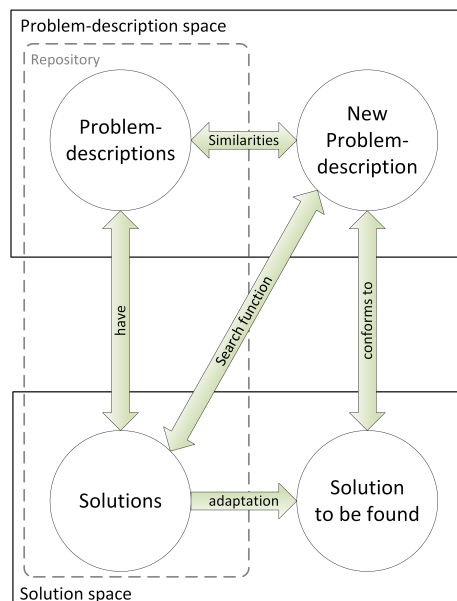 Problem-description space
Repository
Problem-
descriptions
Similarities
New
Problem-
description
have
Search function
conforms to
Solutions
adaptation
Solution
to be found
Solution space